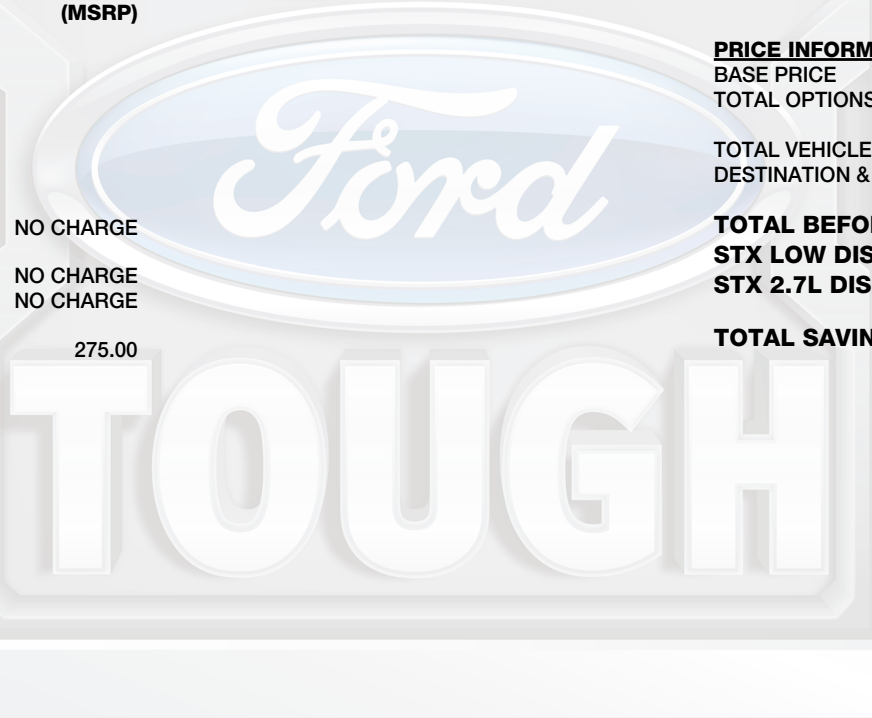 (MSRP)
NO CHARGE
NO CHARGE
NO CHARGE
275.00
PRICE INFORM
BASE PRICE
TOTAL OPTIONS
TOTAL VEHICLE
DESTINATION &
TOTAL BEFO
STX LOW DIS
STX 2.7L DIS
TOTAL SAVIN
Ford
TOUGH